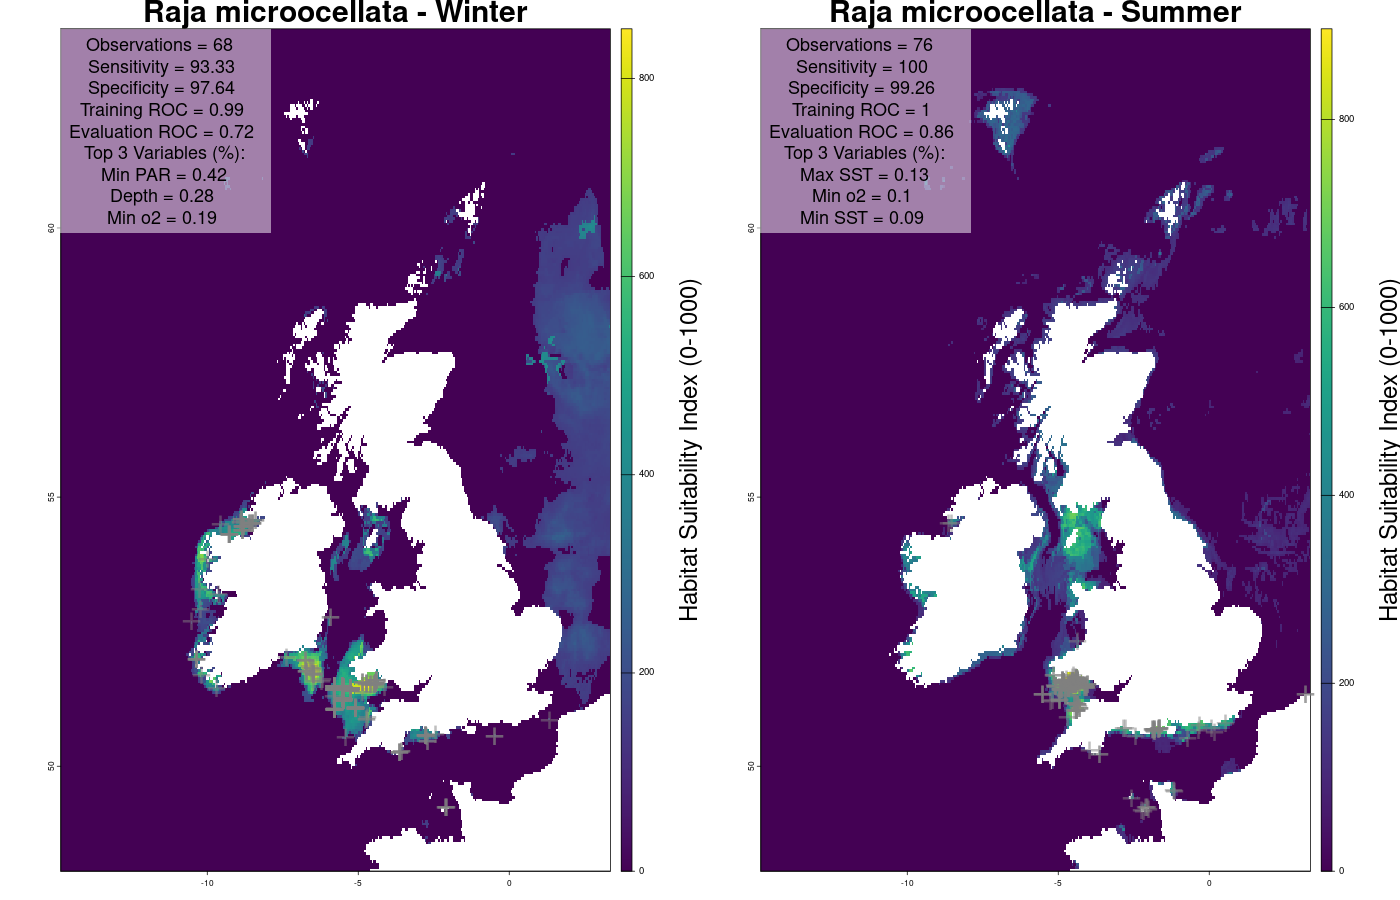 Raja microocellata - Winter
Observations = 68
Sensitivity = 93.33
Specificity = 97.64
Training ROC = 0.99
Evaluation ROC = 0.72
Top 3 Variables (%):
Min PAR = 0.42
Depth = 0.28
Min o2 = 0.19
60
55
50
-10
-5
0
800
600
400
200
0
Habitat Suitability Index (0-1000)
Raja microocellata - Summer
Observations = 76
Sensitivity = 100
Specificity = 99.26
Training ROC = 1
Evaluation ROC = 0.86
Top 3 Variables (%):
Max SST = 0.13
Min o2 = 0.1
Min SST = 0.09
60
55
50
-10
-5
0
800
600
400
200
0
Habitat Suitability Index (0-1000)